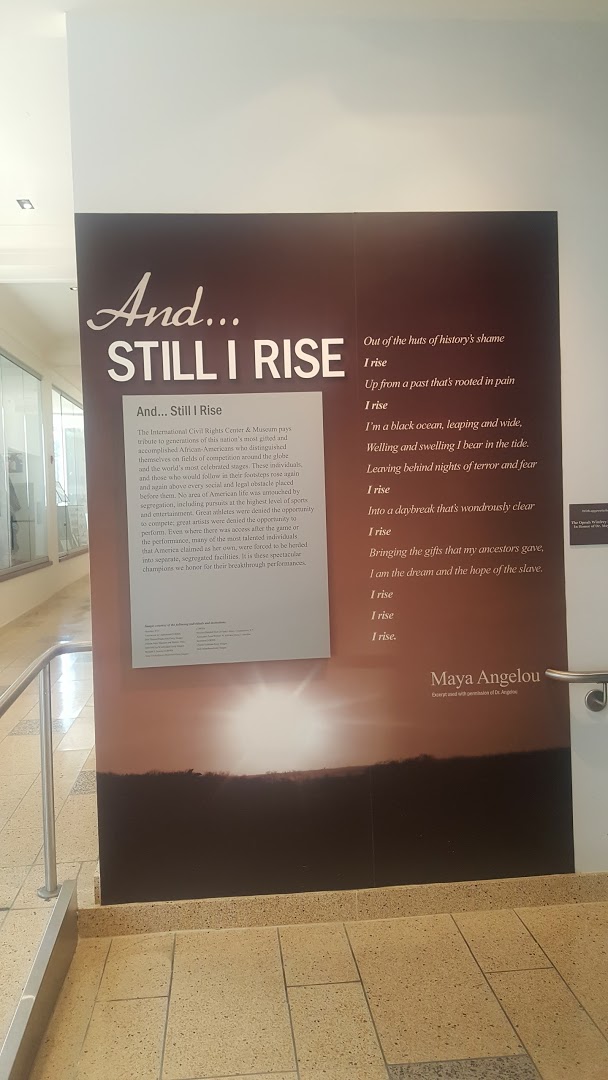 And...
STILL I RISE
And... Still I Rise
The International Civil Rights Center & Museum pays
tribute to generations of this nation's most gifted and
accomplished African-Americans who distinguished
themselves on fields of competition around the globe
and the world's most celebrated stages. These individuals,
and those who would follow in their footsteps rose again
and again above every social and legal obstacle placed
before them. No area of American life was untouched by
segregation, including pursuits at the highest level of sports
and entertainment. Great athletes were denied the opportunity
to compete; great artists were denied the opportunity to
perform. Even where there was access after the game or
the performance, many of the most talented individuals
that America claimed as her own, were forced to be herded
into separate, segregated facilities. It is these spectacular
champions we honor for their breakthrough performances.
Out of the huts of history's shame
I rise
Up from a past that's rooted in pain
I rise
I'm a black ocean, leaping and wide,
Welling and swelling I bear in the tide.
Leaving behind nights of terror and fear
I rise
Into a daybreak that's wondrously clear
I rise
Bringing the gifts that my ancestors gave,
I am the dream and the hope of the slave.
I rise
I rise
I rise.
Maya Angelou
Excerpt used with permission of Dr. Angelou.